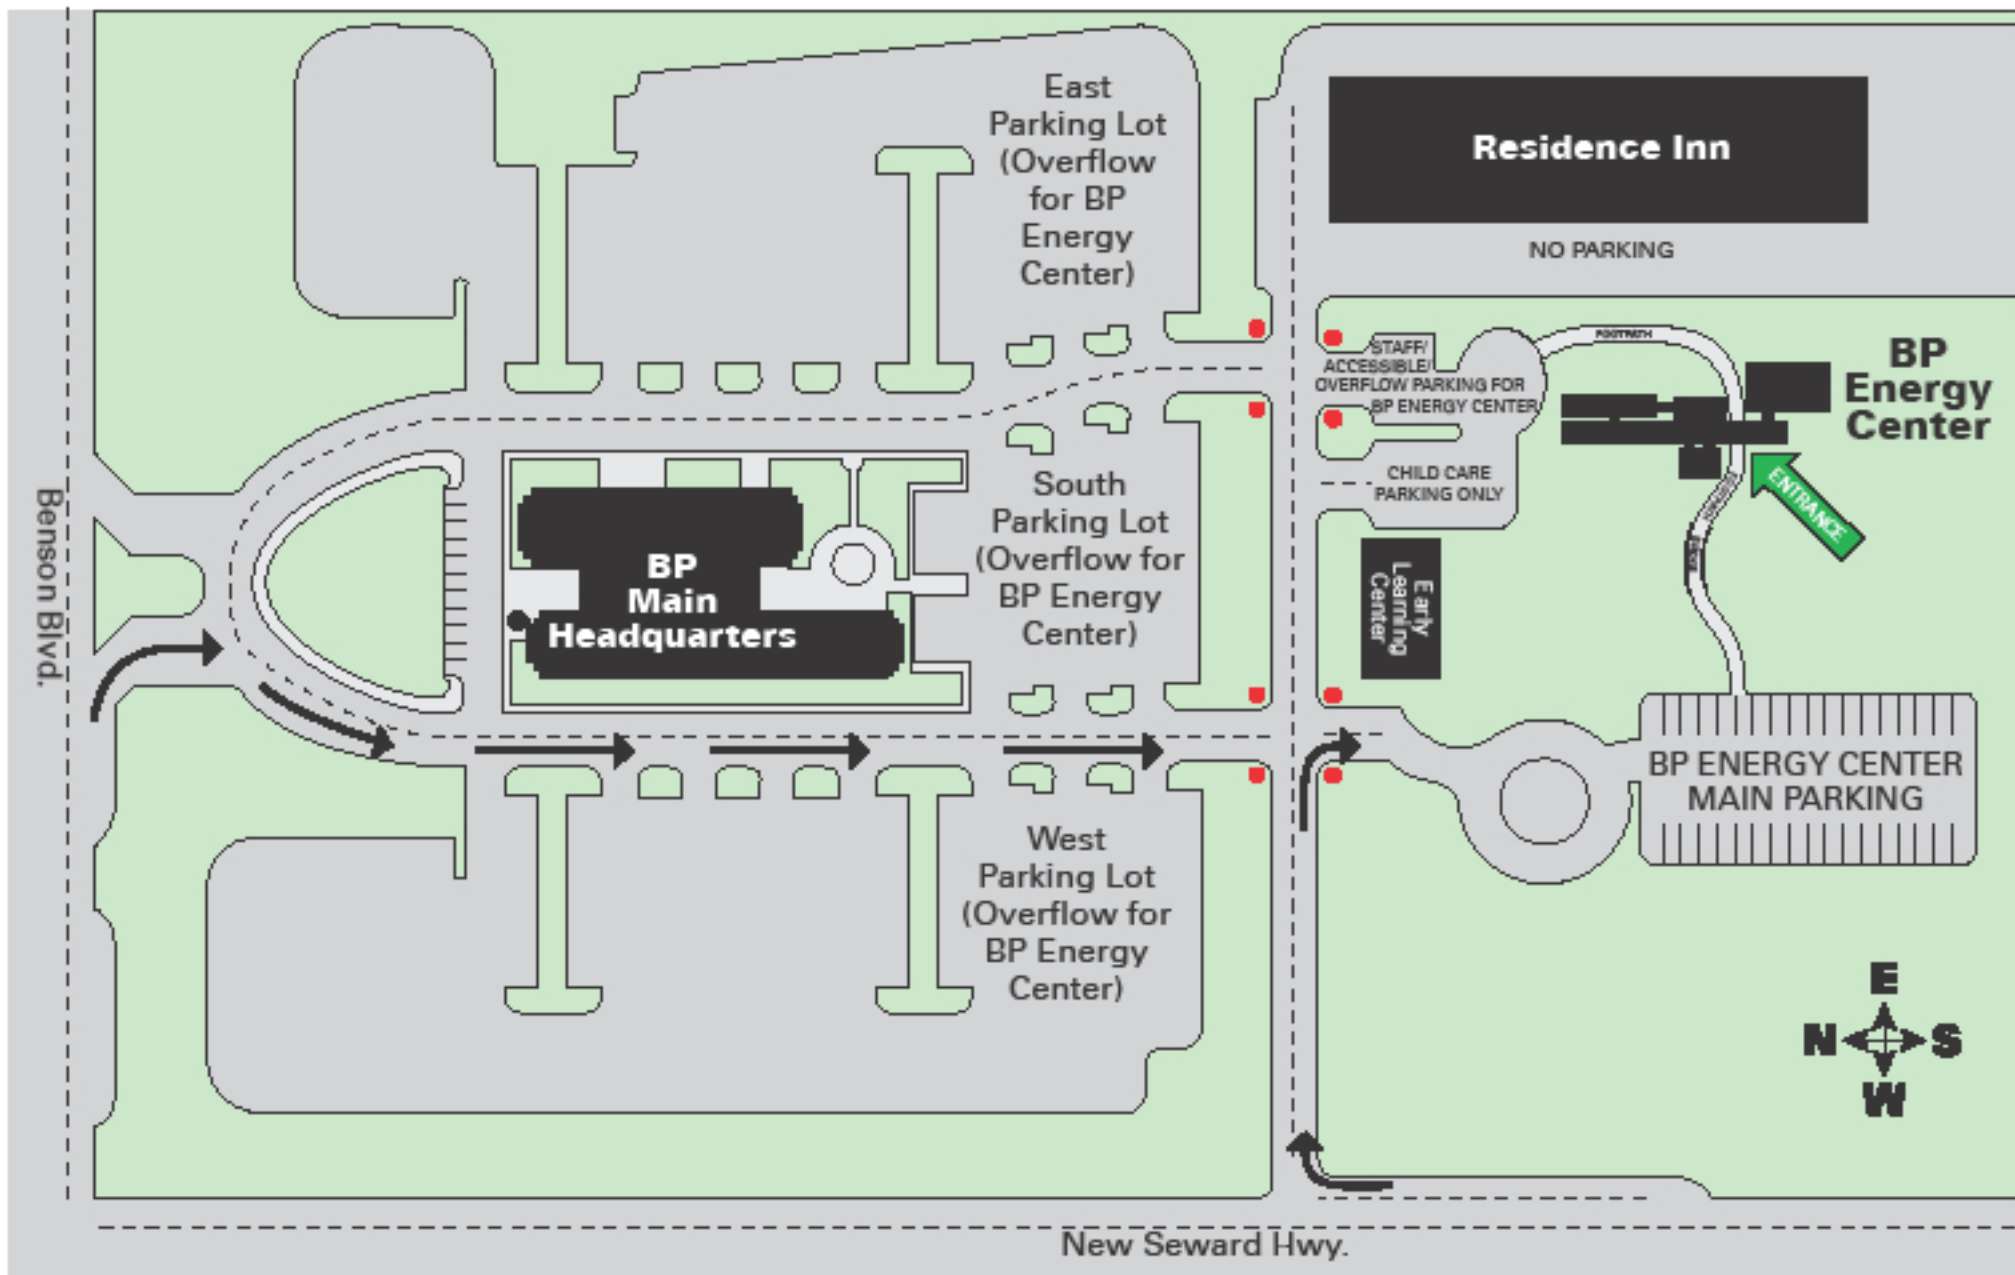 East
Parking Lot
(Overflow
for BP
Energy
Center)
Residence Inn
NO PARKING
FOOTPATH
STAFF/
ACCESSIBLE/
OVERFLOW PARKING FOR
BP ENERGY CENTER
BP
Energy
Center
Benson Blvd.
BP
Main
Headquarters
South
Parking Lot
(Overflow for
BP Energy
Center)
CHILD CARE
PARKING ONLY
ENTRANCE
Early
Learning
Center
BP ENERGY CENTER
MAIN PARKING
West
Parking Lot
(Overflow for
BP Energy
Center)
E
N
S
W
New Seward Hwy.